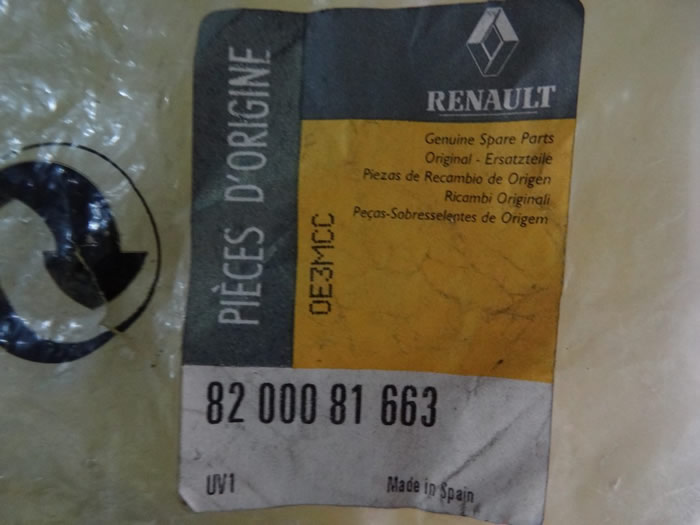 PIÈCES D'ORIGINE
RENAULT
Genuine Spare Parts
Original - Ersatzteile
Piezas de Recambio de Origen
Ricambi Originali
Peças-Sobresselentes de Origem
0E3MCC
82 000 81 663
UV1
Made in Spain